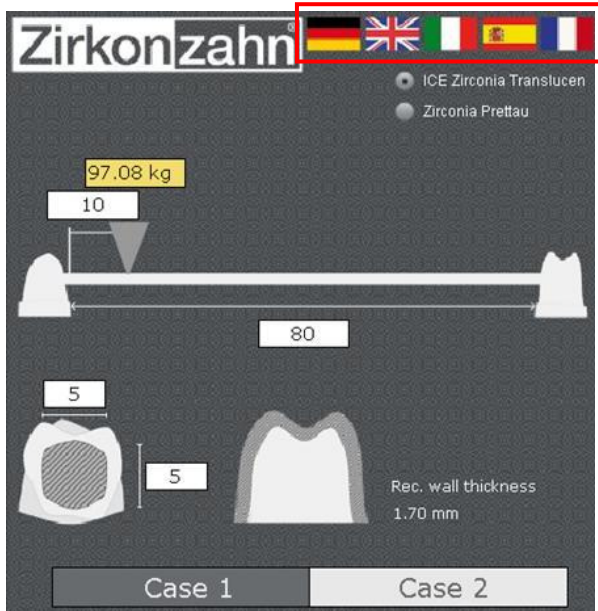 Zirkonzahn®
ICE Zirconia Translucen
Zirconia Prettau
97.08 kg
10
80
5
5
Rec. wall thickness
1.70 mm
Case 1
Case 2